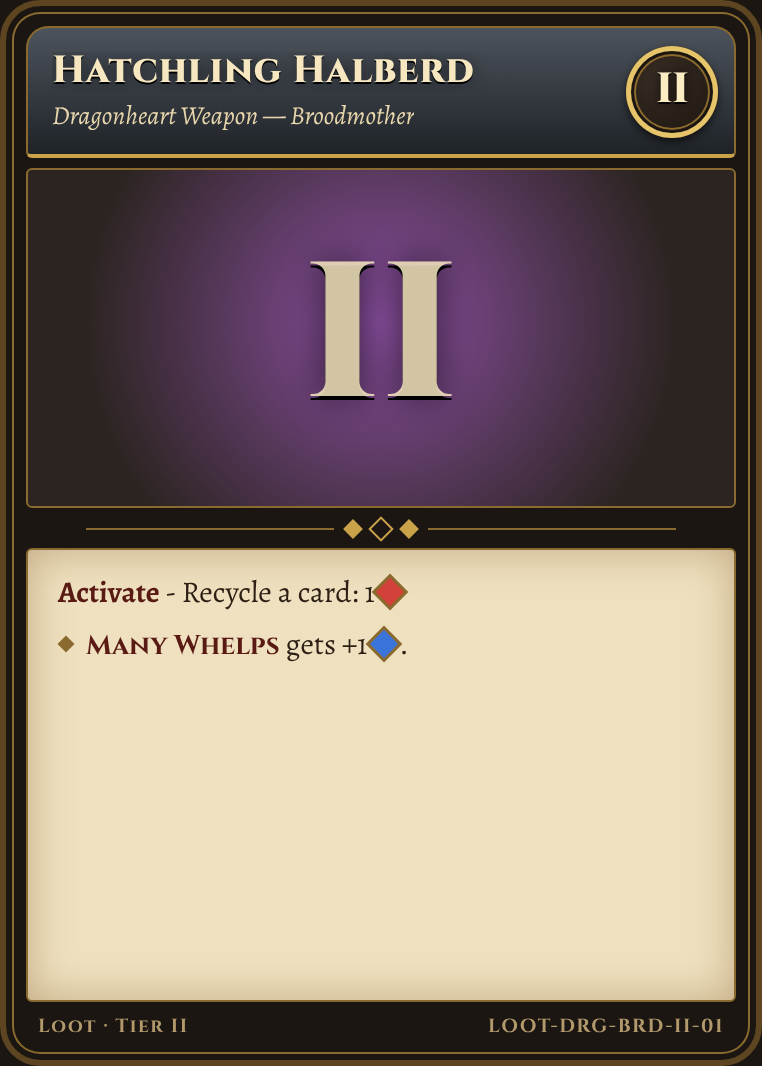 Hatchling Halberd
II
Dragonheart Weapon — Broodmother
II
Activate - Recycle a card: 1
Many Whelps gets +1.
Loot · Tier II
LOOT-DRG-BRD-II-01